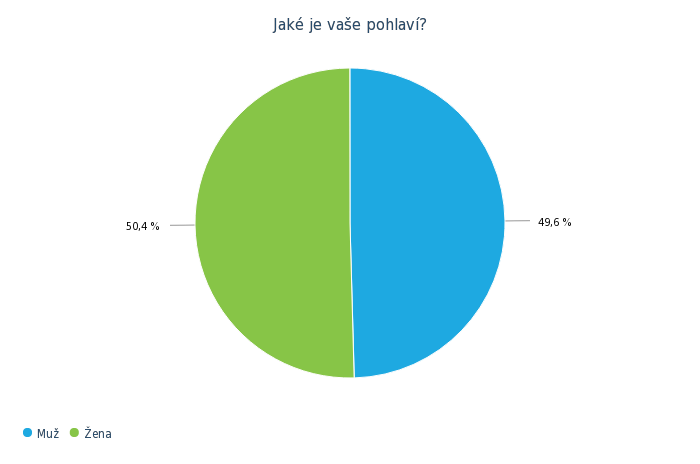 Jaké je vaše pohlaví?
50,4 %
49,6 %
Muž
Žena